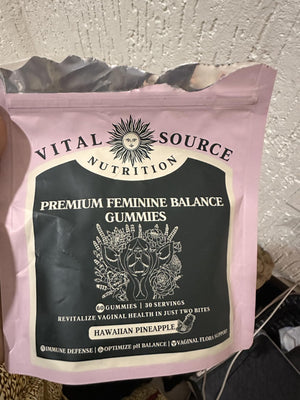 VITAL SOURCE
NUTRITION
PREMIUM FEMININE BALANCE
GUMMIES
60 GUMMIES | 30 SERVINGS
REVITALIZE VAGINAL HEALTH IN JUST TWO BITES
HAWAIIAN PINEAPPLE
IMMUNE DEFENSE | OPTIMIZE pH BALANCE | VAGINAL FLORA SUPPORT